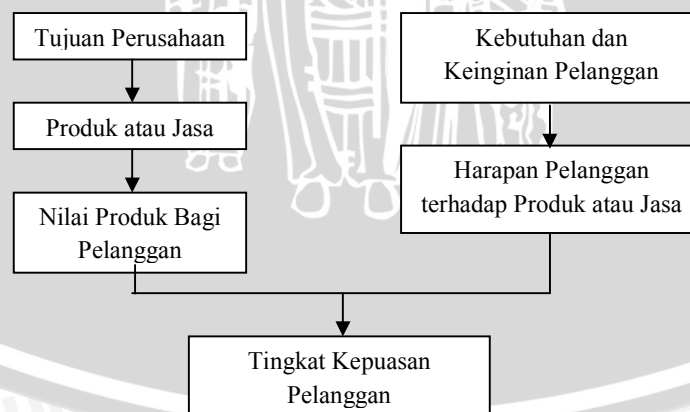 Tujuan Perusahaan
Produk atau Jasa
Nilai Produk Bagi
Pelanggan
Kebutuhan dan
Keinginan Pelanggan
Harapan Pelanggan
terhadap Produk atau Jasa
Tingkat Kepuasan
Pelanggan